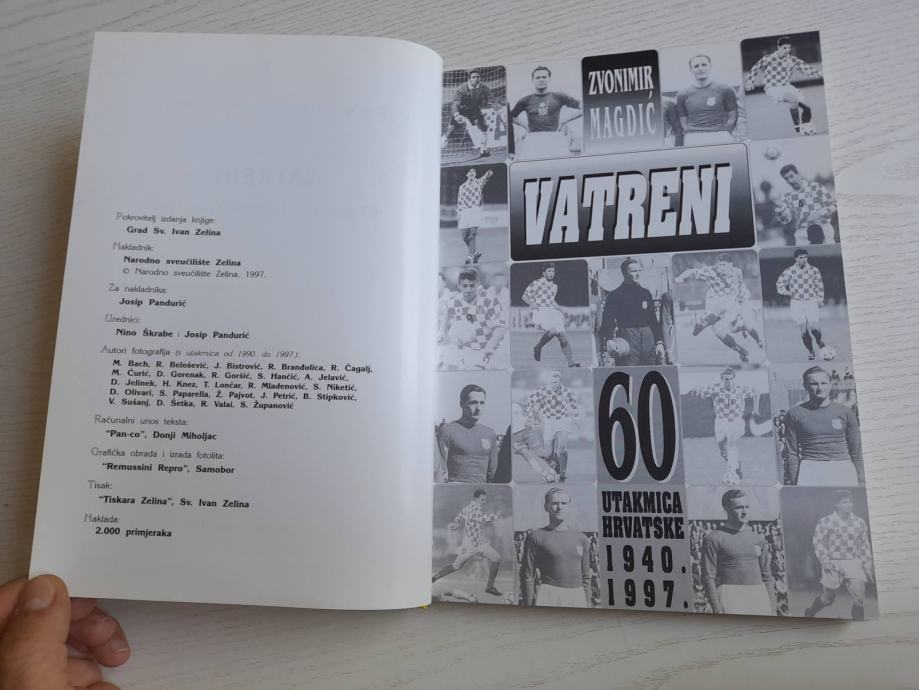 Pokrovitelj izdanja knjige:
Grad Sv. Ivan Zelina
Nakladnik:
Narodno sveučilište Zelina
© Narodno sveučilište Zelina, 1997.
Za nakladnika:
Josip Pandurić
Urednici:
Nino Škrabe i Josip Pandurić
Autori fotografija (s utakmica od 1990. do 1997.):
M. Bach, R. Belošević, J. Bistrović, R. Branđolica, R. Čagalj,
M. Ćurić, D. Gorenak, R. Goršić, S. Hančić, A. Jelavić,
D. Jelinek, H. Knez, T. Lončar, R. Mladenović, S. Niketić,
D. Olivari, S. Paparella, Ž. Pajvot, J. Petrić, B. Stipković,
V. Sušanj, D. Šetka, R. Valai, S. Županović
Računalni unos teksta:
"Pan-co", Donji Miholjac
Grafička obrada i izrada fotolita:
"Remussini Repro", Samobor
Tisak:
"Tiskara Zelina", Sv. Ivan Zelina
Naklada:
2.000 primjeraka
ZVONIMIR
MAGDIĆ
VATRENI
60
UTAKMICA
HRVATSKE
1940.
1997.